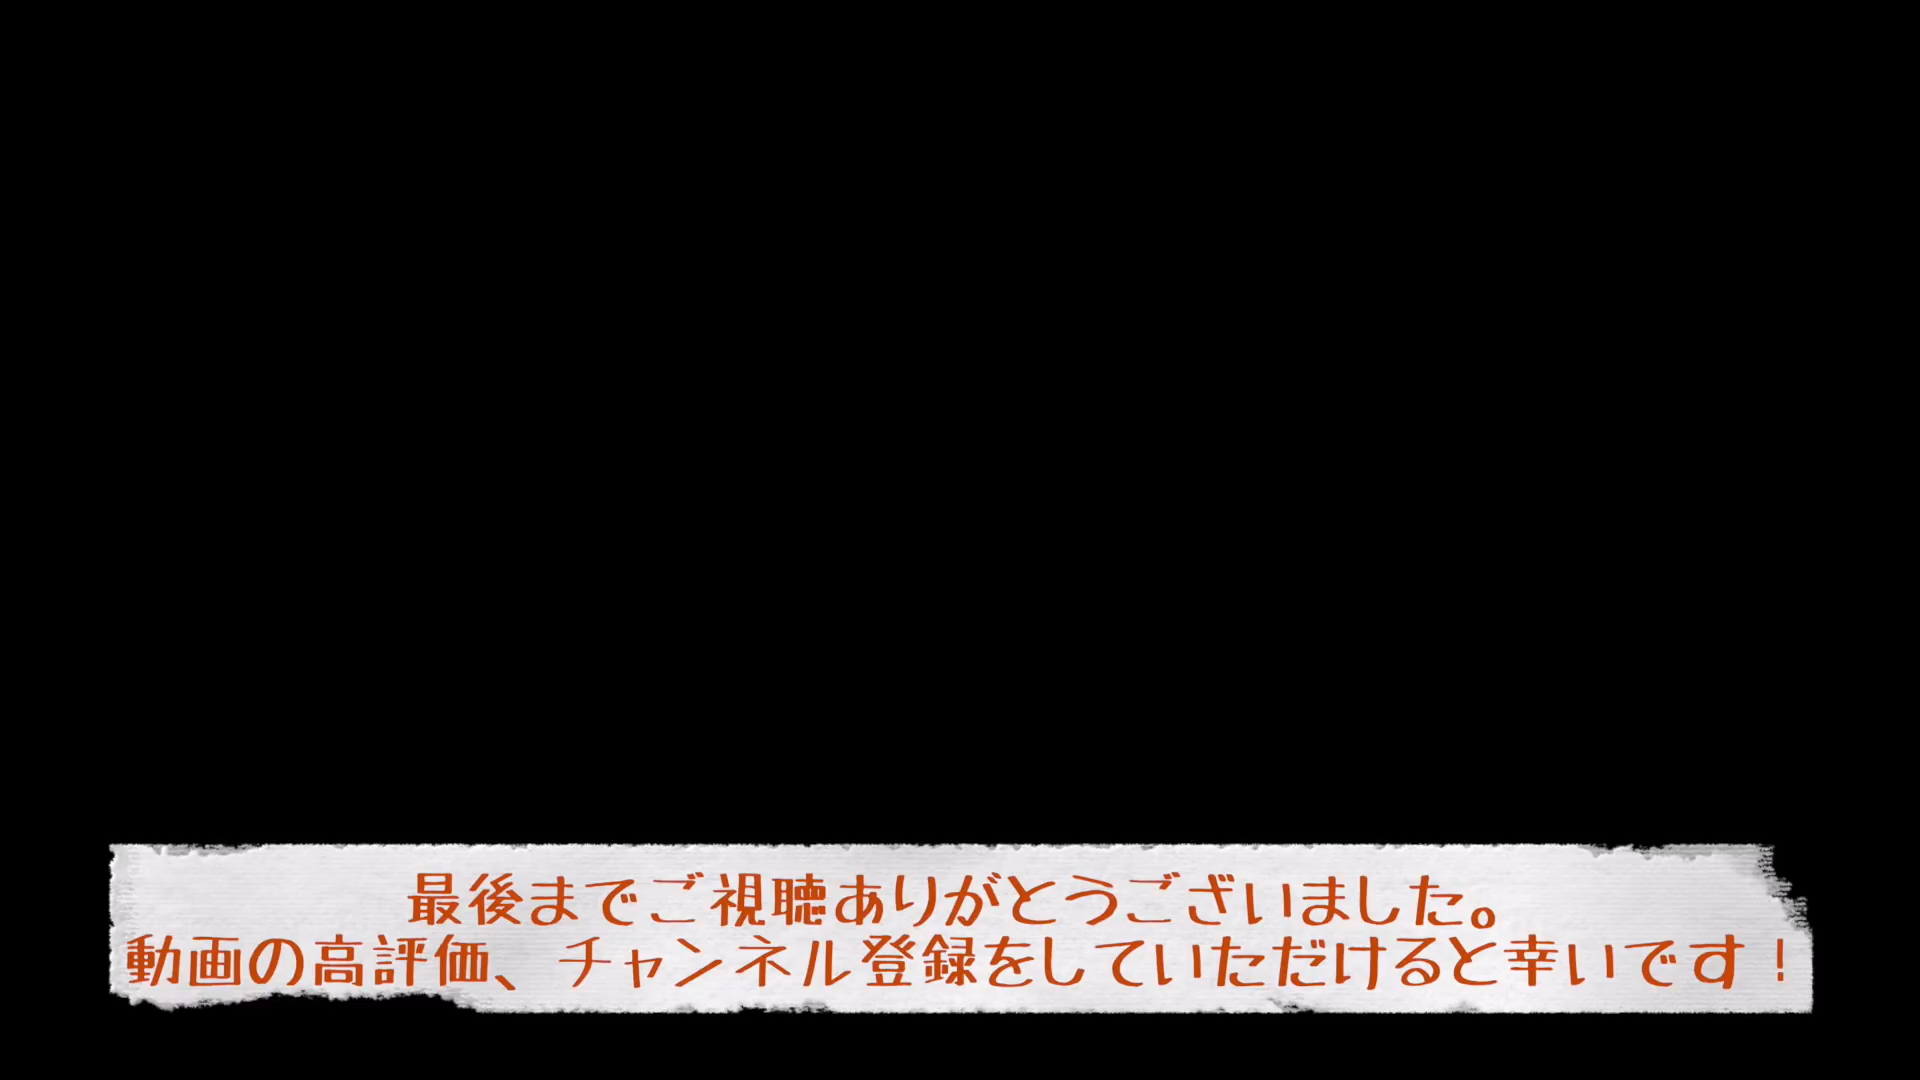 最後までご視聴ありがとうございました。
動画の高評価、チャンネル登録をしていただけると幸いです！